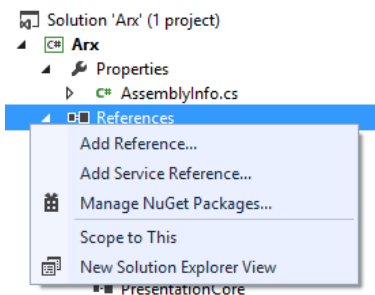 Solution 'Arx' (1 project)
C# Arx
Properties
C# AssemblyInfo.cs
References
Add Reference...
Add Service Reference...
Manage NuGet Packages...
Scope to This
New Solution Explorer View
PresentationCore